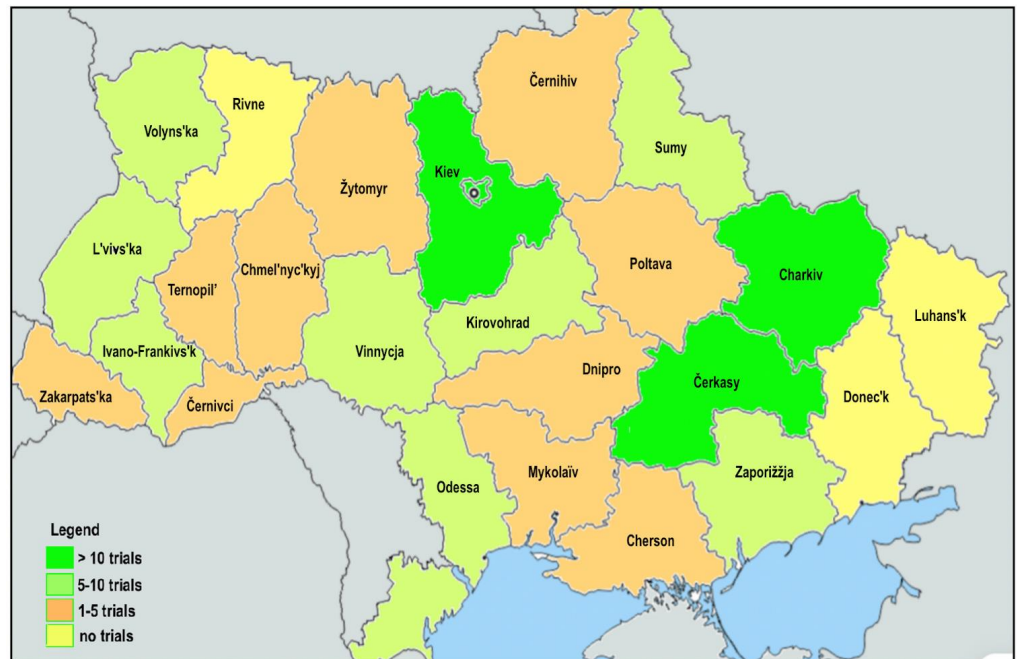 Černihiv
Rivne
Volyns'ka
Sumy
Kiev
Žytomyr
L'vivs'ka
Poltava
Chmel'nyc'kyj
Charkiv
Ternopil’
Luhans'k
Kirovohrad
Ivano-Frankivs'k
Vinnycja
Dnipro
Čerkasy
Zakarpats'ka
Donec'k
Černivci
Mykolaïv
Zaporižžja
Odessa
Cherson
Legend
> 10 trials
5-10 trials
1-5 trials
no trials